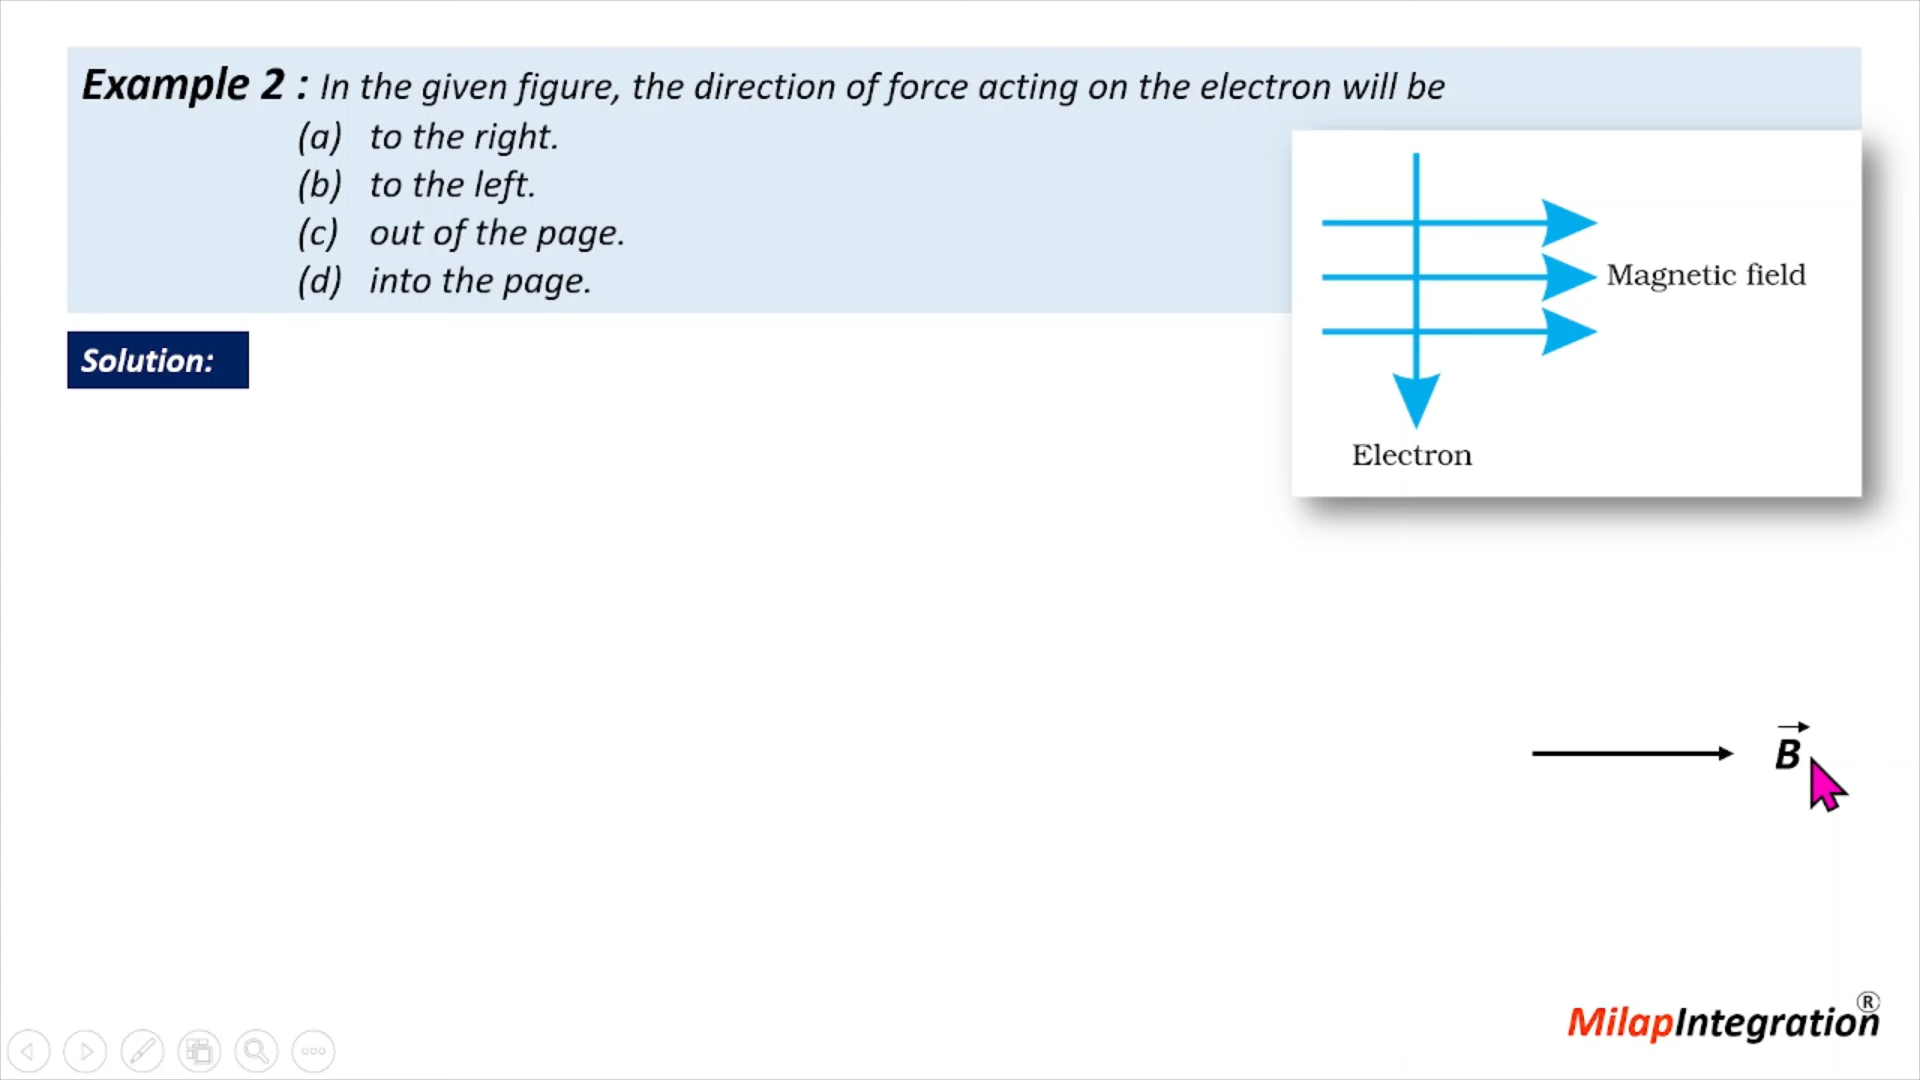 Example 2 : In the given figure, the direction of force acting on the electron will be
(a) to the right.
(b) to the left.
(c) out of the page.
(d) into the page.
Magnetic field
Electron
Solution:
B
MilapIntegration®